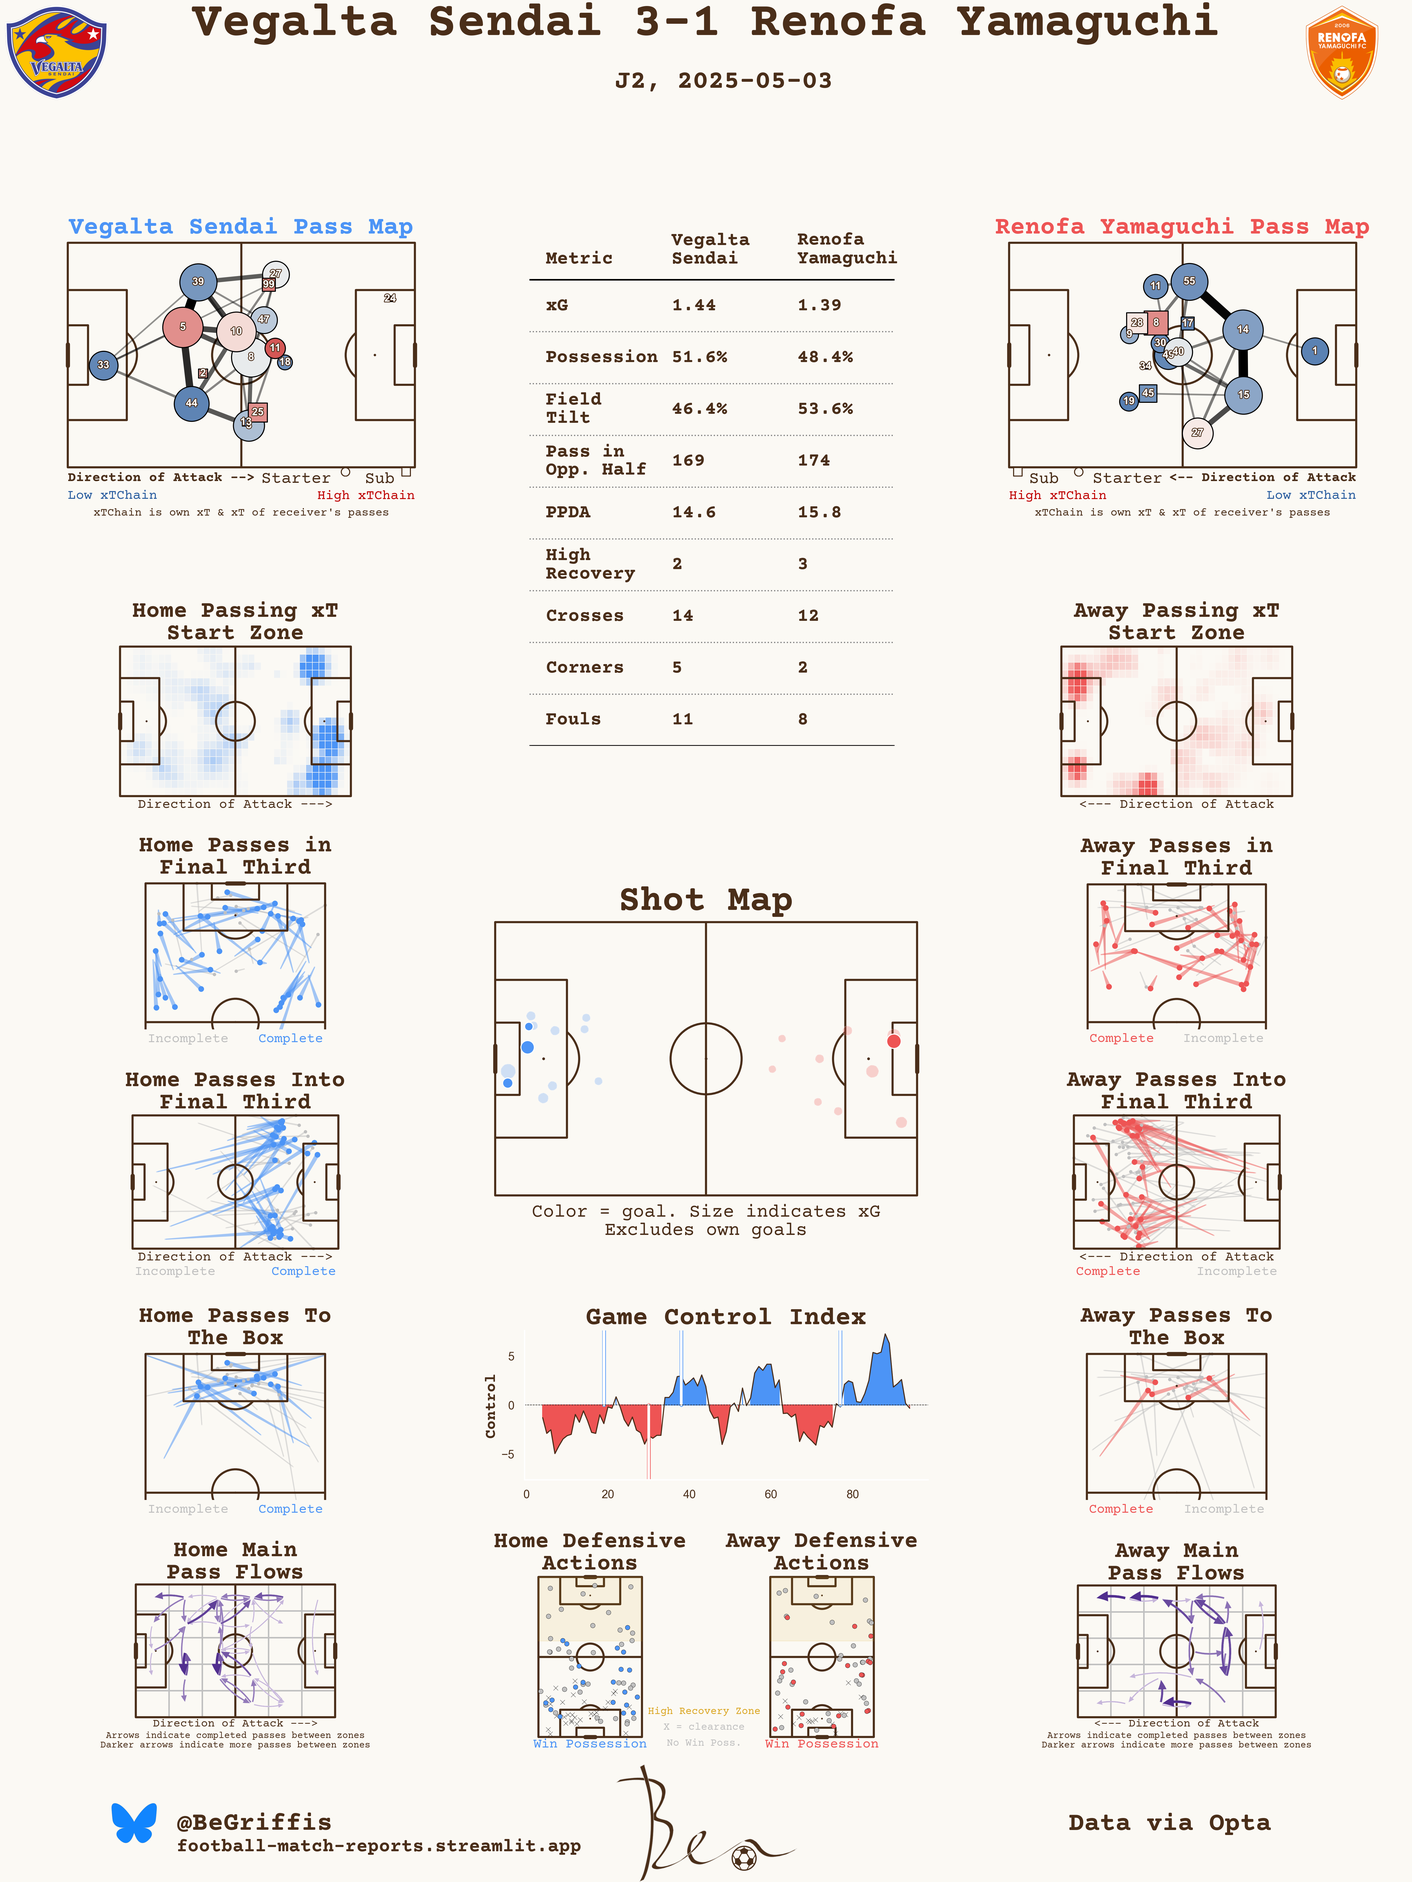 Vegalta Sendai 3-1 Renofa Yamaguchi
J2, 2025-05-03
VEGALTA
SENDAI
2006
RENOFA
YAMAGUCHI FC
Vegalta Sendai Pass Map
39
27
99
24
5
10
47
8
11
18
33
2
44
25
13
Direction of Attack --> Starter Sub
Low xTChain High xTChain
xTChain is own xT & xT of receiver's passes
Metric Vegalta Sendai Renofa Yamaguchi
xG 1.44 1.39
Possession 51.6% 48.4%
Field Tilt 46.4% 53.6%
Pass in Opp. Half 169 174
PPDA 14.6 15.8
High Recovery 2 3
Crosses 14 12
Corners 5 2
Fouls 11 8
Renofa Yamaguchi Pass Map
11
55
28
8
17
9
14
30
40
1
34
19
45
15
27
Sub Starter <-- Direction of Attack
High xTChain Low xTChain
xTChain is own xT & xT of receiver's passes
Home Passing xT
Start Zone
Direction of Attack --->
Away Passing xT
Start Zone
<--- Direction of Attack
Home Passes in
Final Third
Incomplete Complete
Away Passes in
Final Third
Complete Incomplete
Shot Map
Color = goal. Size indicates xG
Excludes own goals
Home Passes Into
Final Third
Direction of Attack --->
Incomplete Complete
Away Passes Into
Final Third
<--- Direction of Attack
Complete Incomplete
Home Passes To
The Box
Incomplete Complete
Game Control Index
Control
5
0
-5
0 20 40 60 80
Away Passes To
The Box
Complete Incomplete
Home Main
Pass Flows
Direction of Attack --->
Arrows indicate completed passes between zones
Darker arrows indicate more passes between zones
Home Defensive
Actions
Win Possession
High Recovery Zone
X = clearance
No Win Poss.
Away Defensive
Actions
Win Possession
Away Main
Pass Flows
<--- Direction of Attack
Arrows indicate completed passes between zones
Darker arrows indicate more passes between zones
@BeGriffis
football-match-reports.streamlit.app
Ben
Data via Opta